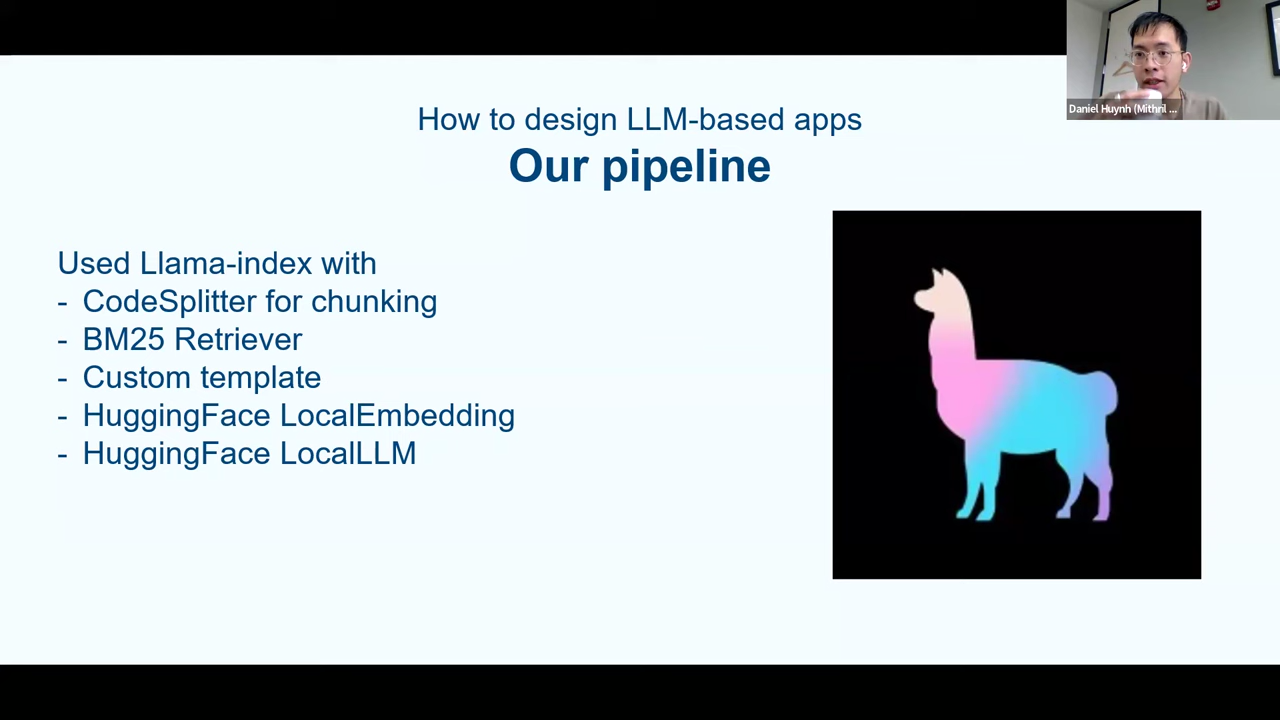 How to design LLM-based apps
Our pipeline
Used Llama-index with
- CodeSplitter for chunking
- BM25 Retriever
- Custom template
- HuggingFace LocalEmbedding
- HuggingFace LocalLLM
Daniel Huynh (Mithril ...